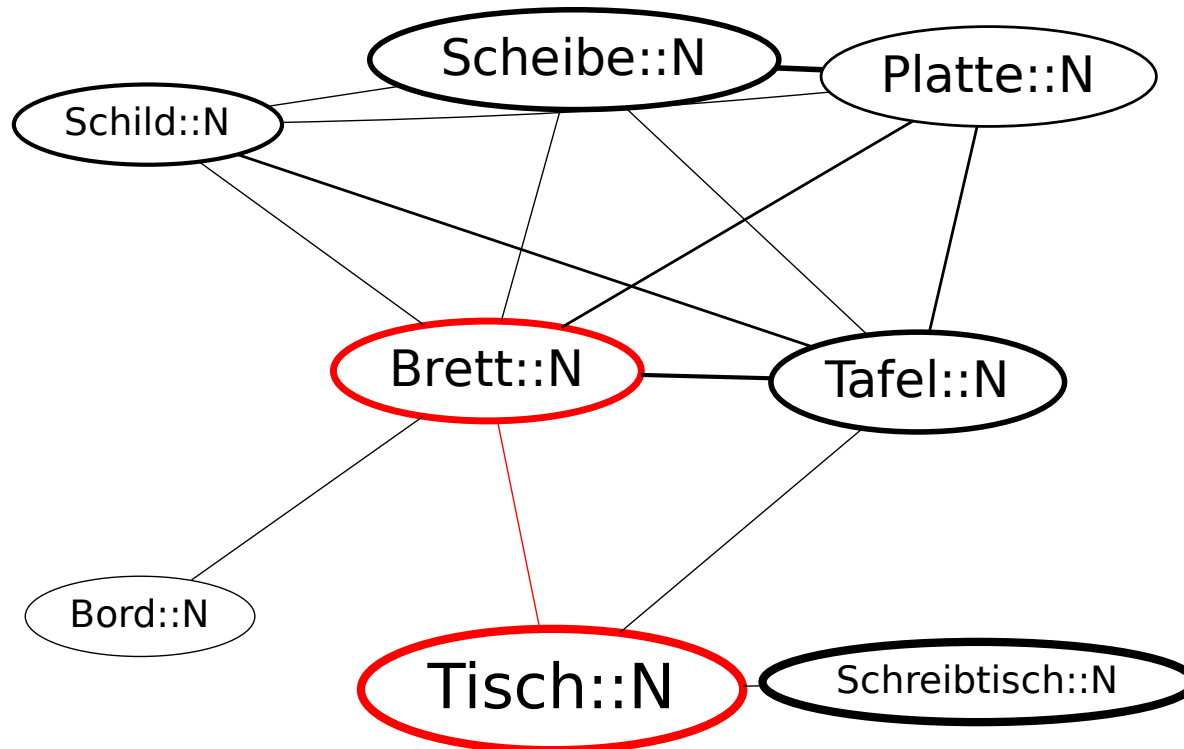 Scheibe::N
Platte::N
Schild::N
Brett::N
Tafel::N
Bord::N
Tisch::N
Schreibtisch::N